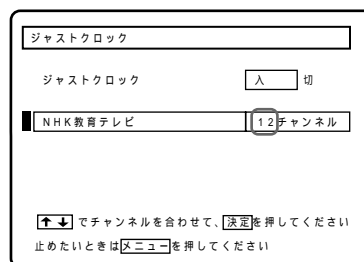 ジャストクロック
ジャストクロック 入 切
NHK教育テレビ 12チャンネル
↑↓でチャンネルを合わせて、決定を押してください
止めたいときはメニューを押してください